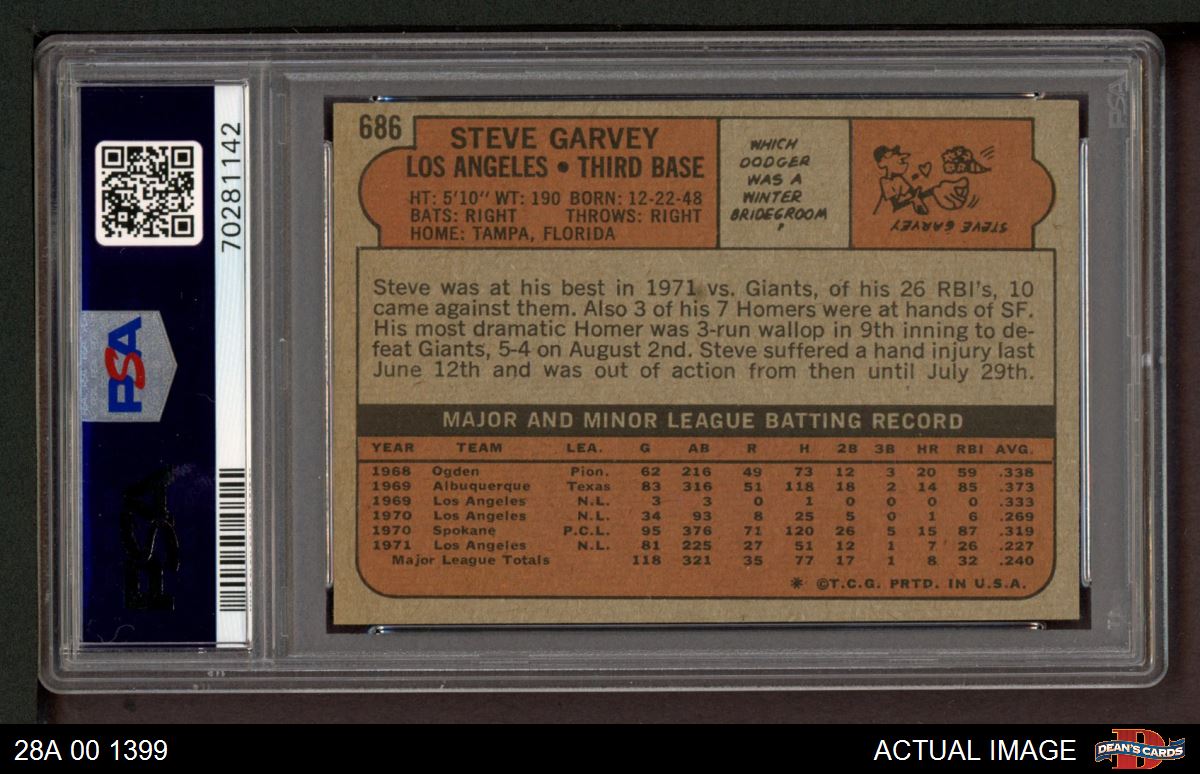 PSA
70281142
PSA
686
STEVE GARVEY
LOS ANGELES • THIRD BASE
HT: 5'10" WT: 190 BORN: 12-22-48
BATS: RIGHT THROWS: RIGHT
HOME: TAMPA, FLORIDA
WHICH
DODGER
WAS A
WINTER
BRIDEGROOM
?
STEVE GARVEY
Steve was at his best in 1971 vs. Giants, of his 26 RBI's, 10
came against them. Also 3 of his 7 Homers were at hands of SF.
His most dramatic Homer was 3-run wallop in 9th inning to de-
feat Giants, 5-4 on August 2nd. Steve suffered a hand injury last
June 12th and was out of action from then until July 29th.
MAJOR AND MINOR LEAGUE BATTING RECORD
YEAR TEAM LEA. G AB R H 2B 3B HR RBI AVG.
1968 Ogden Pion. 62 216 49 73 12 3 20 59 .338
1969 Albuquerque Texas 83 316 51 118 18 2 14 85 .373
1969 Los Angeles N.L. 3 3 0 1 0 0 0 0 .333
1970 Los Angeles N.L. 34 93 8 25 5 0 1 6 .269
1970 Spokane P.C.L. 95 376 71 120 26 5 15 87 .319
1971 Los Angeles N.L. 81 225 27 51 12 1 7 26 .227
Major League Totals 118 321 35 77 17 1 8 32 .240
* ©T.C.G. PRTD. IN U.S.A.
PSA
28A 00 1399
ACTUAL IMAGE
DEAN'S CARDS